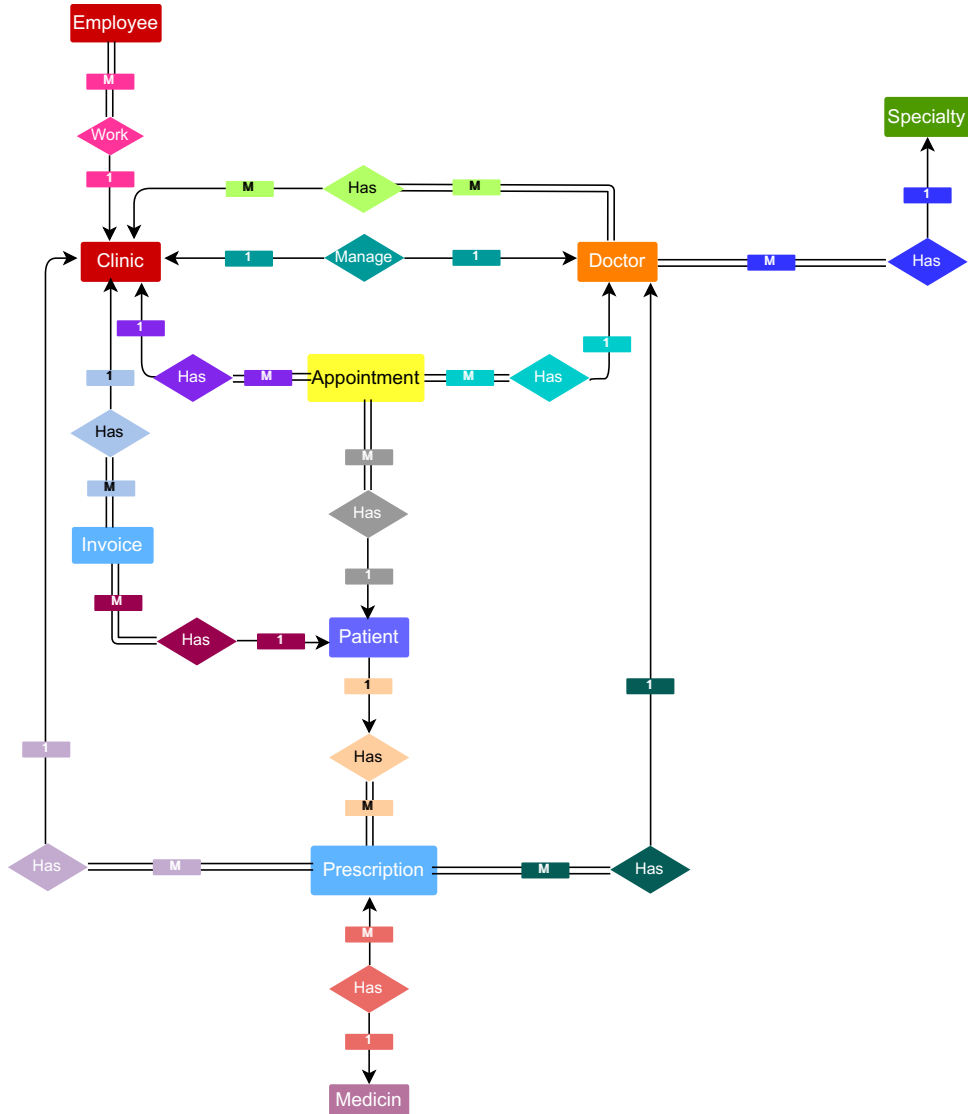 Employee
M
Work
1
Specialty
1
Has
M
Has
M
Clinic
1
Manage
1
Doctor
M
Has
1
Has
M
Appointment
M
Has
1
1
Has
M
Invoice
M
Has
1
M
Has
1
Patient
1
Has
M
1
1
Has
M
Prescription
M
Has
M
Has
1
Medicin